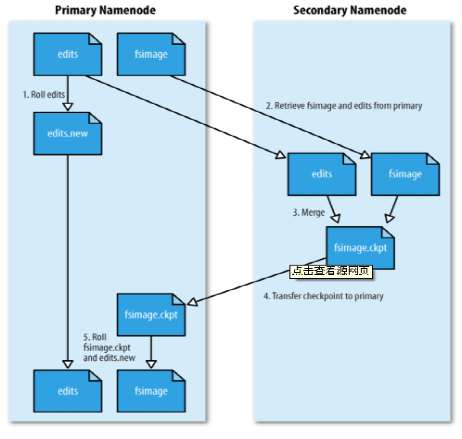 Primary Namenode
Secondary Namenode
edits
fsimage
1. Roll edits
2. Retrieve fsimage and edits from primary
edits.new
edits
fsimage
3. Merge
fsimage.ckpt
点击查看源网页
4. Transfer checkpoint to primary
fsimage.ckpt
5. Roll
fsimage.ckpt
and edits.new
edits
fsimage